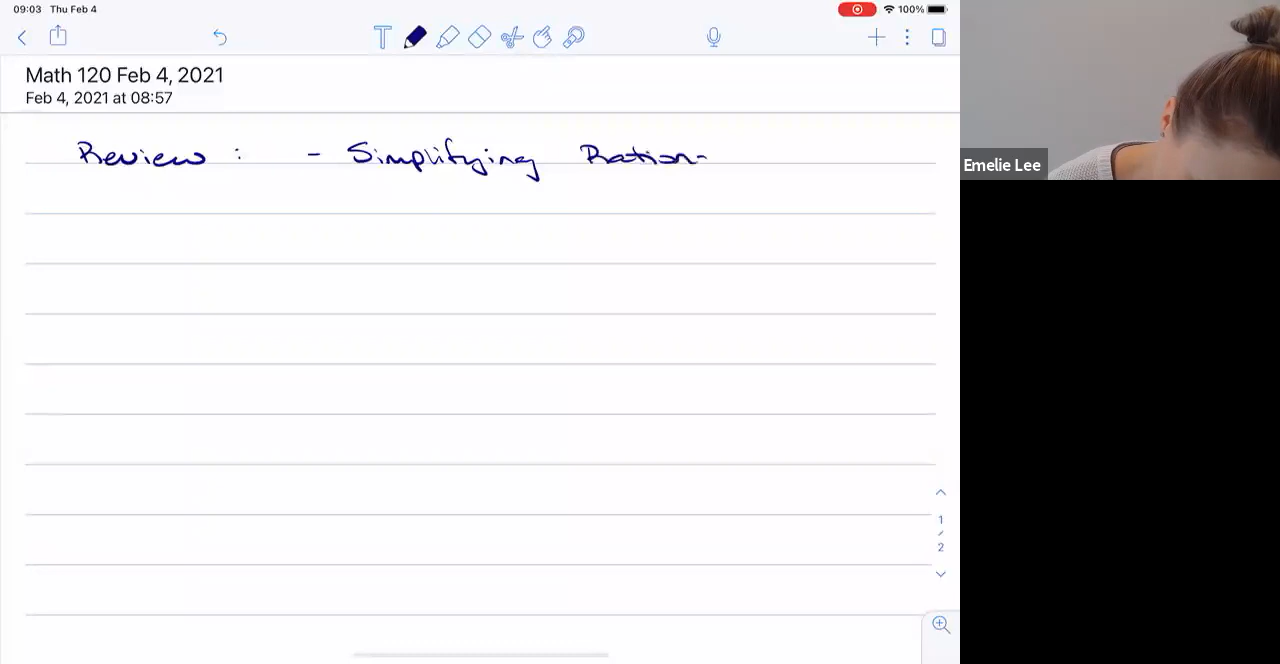 09:03 Thu Feb 4
100%
Math 120 Feb 4, 2021
Feb 4, 2021 at 08:57
Review : - Simplifying Ration
Emelie Lee
1
/
2